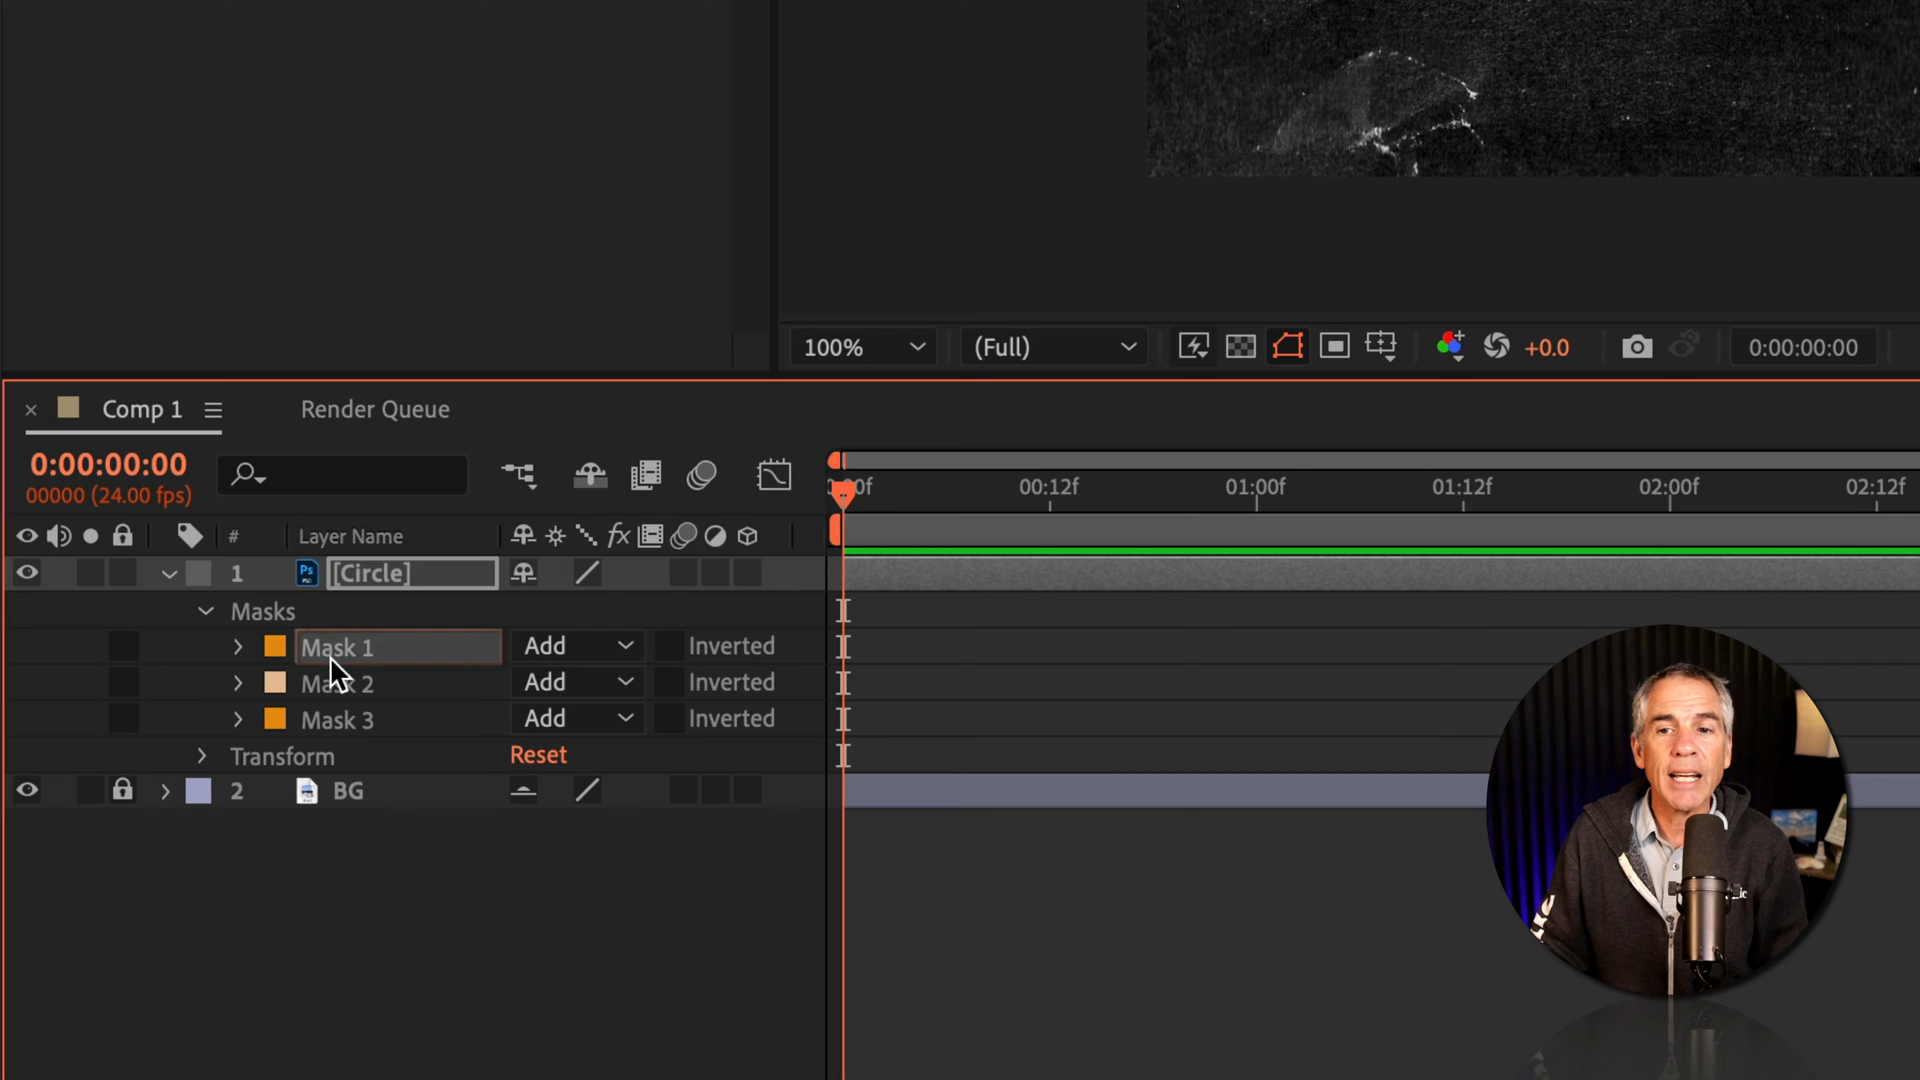 100% (Full) +0.0 0:00:00:00
Comp 1 Render Queue
0:00:00:00
00000 (24.00 fps)
00f 00:12f 01:00f 01:12f 02:00f 02:12f
# Layer Name fx
1 Ps [Circle]
Masks
Mask 1 Add Inverted
Mask 2 Add Inverted
Mask 3 Add Inverted
Transform Reset
2 BG